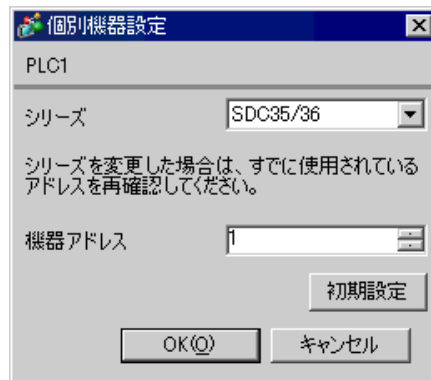 個別機器設定
PLC1
シリーズ SDC35/36
シリーズを変更した場合は、すでに使用されている
アドレスを再確認してください。
機器アドレス 1
初期設定
OK(O) キャンセル